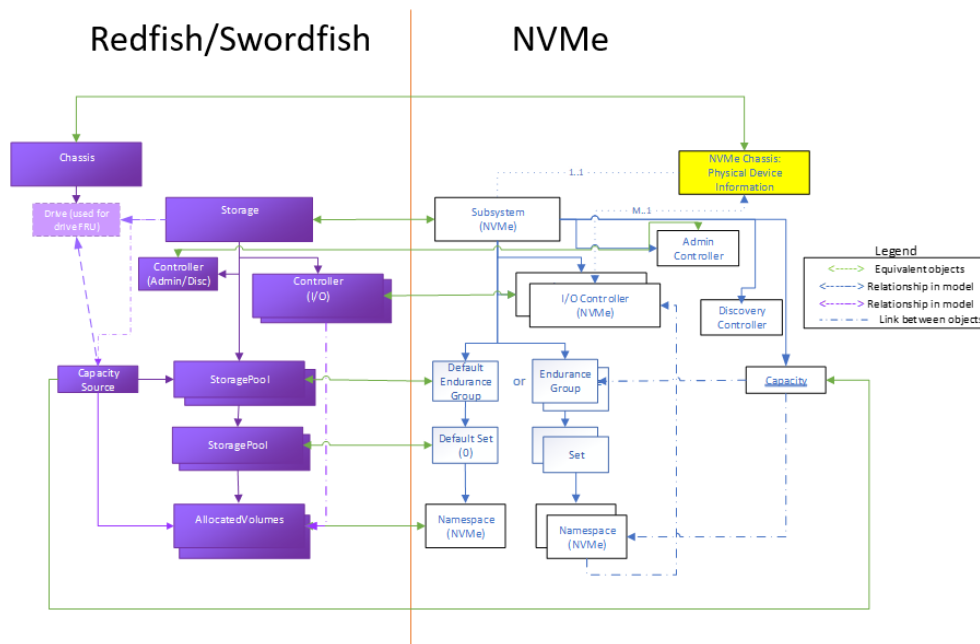 Redfish/Swordfish
NVMe
Chassis
NVMe Chassis:
Physical Device
Information
1..1
Drive (used for
drive FRU)
Storage
Subsystem
(NVMe)
M..1
Admin
Controller
Controller
(Admin/Disc)
Controller
(I/O)
I/O Controller
(NVMe)
Discovery
Controller
Legend
Equivalent objects
Relationship in model
Relationship in model
Link between objects
Capacity
Source
StoragePool
Default
Endurance
Group
or
Endurance
Group
Capacity
StoragePool
Default Set
(0)
Set
AllocatedVolumes
Namespace
(NVMe)
Namespace
(NVMe)